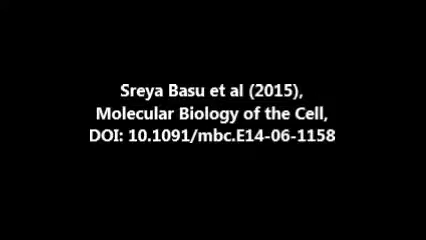 Sreya Basu et al (2015),
Molecular Biology of the Cell,
DOI: 10.1091/mbc.E14-06-1158